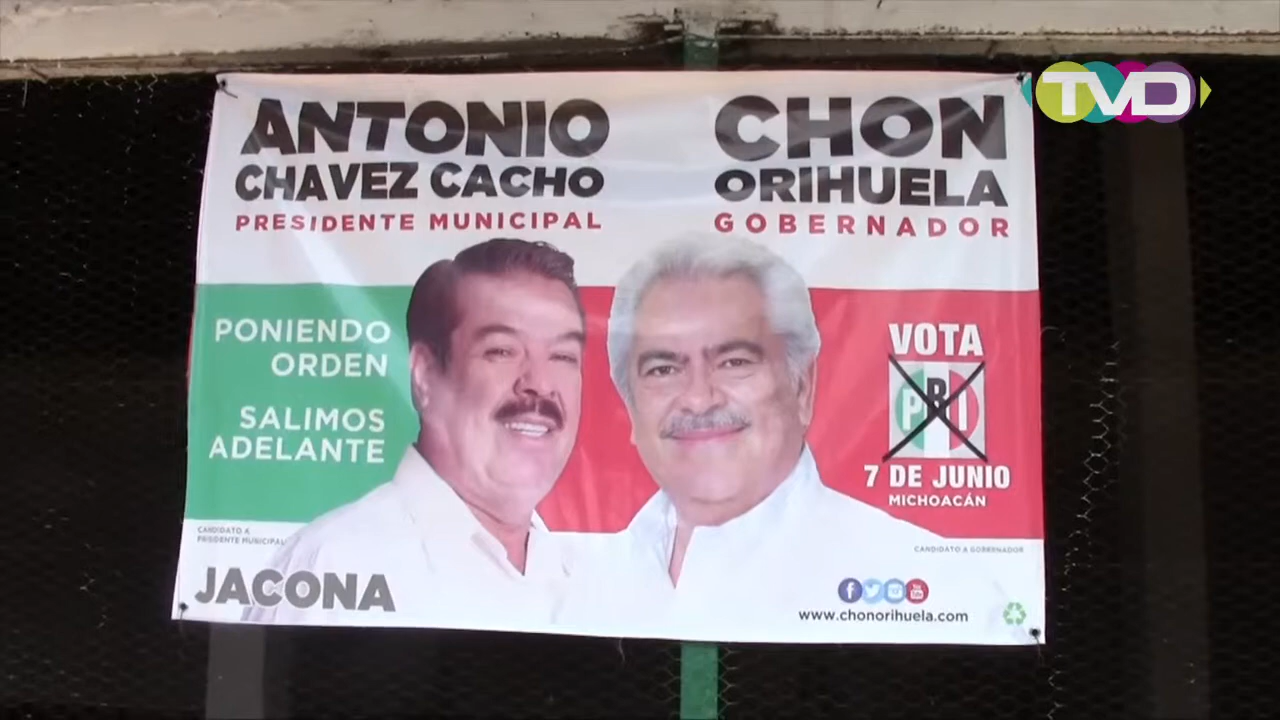 TVD
ANTONIO
CHAVEZ CACHO
PRESIDENTE MUNICIPAL
CHON
ORIHUELA
GOBERNADOR
PONIENDO
ORDEN
SALIMOS
ADELANTE
VOTA
PRI
7 DE JUNIO
MICHOACÁN
CANDIDATO A
PRIDENTE MUNICIPAL
JACONA
CANDIDATO A GOBERNADOR
www.chonorihuela.com